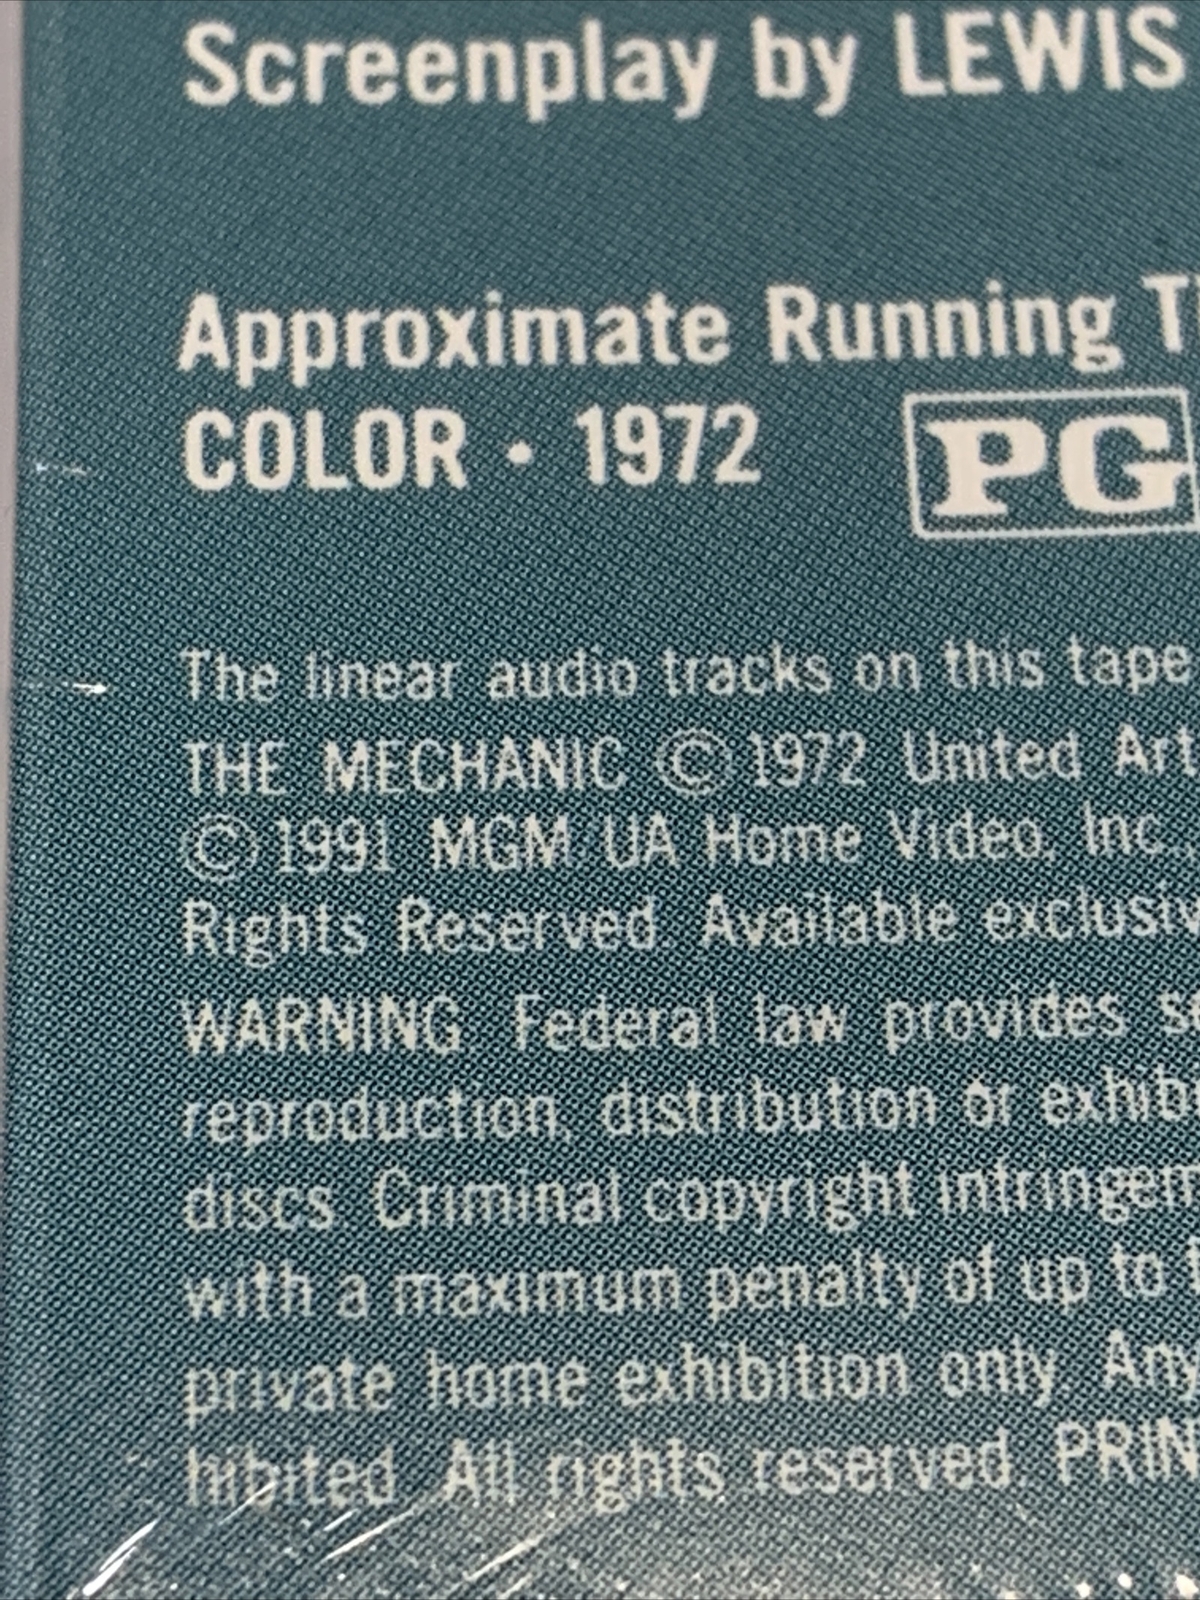 Screenplay by LEWIS
Approximate Running T
COLOR • 1972 PG
The linear audio tracks on this tape
THE MECHANIC © 1972 United Art
© 1991 MGM/UA Home Video, Inc.,
Rights Reserved. Available exclusiv
WARNING: Federal law provides s
reproduction, distribution or exhib
discs. Criminal copyright infringem
with a maximum penalty of up to
private home exhibition only. Any
hibited. All rights reserved. PRIN